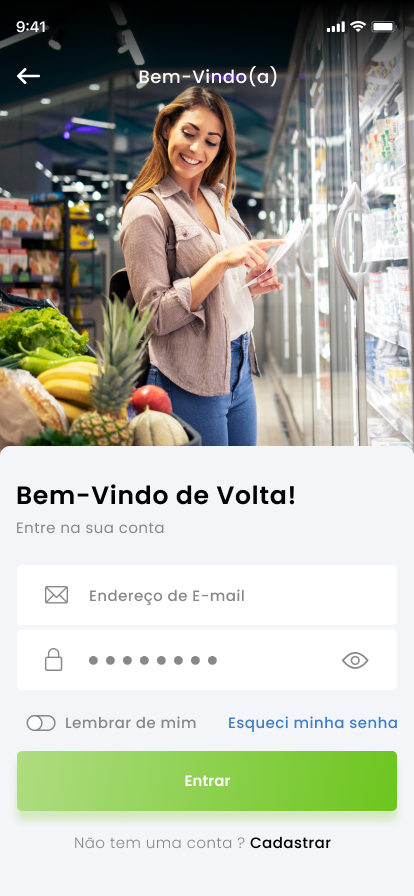 9:41
Bem-Vindo(a)
Bem-Vindo de Volta!
Entre na sua conta
Endereço de E-mail
Lembrar de mim
Esqueci minha senha
Entrar
Não tem uma conta ? Cadastrar